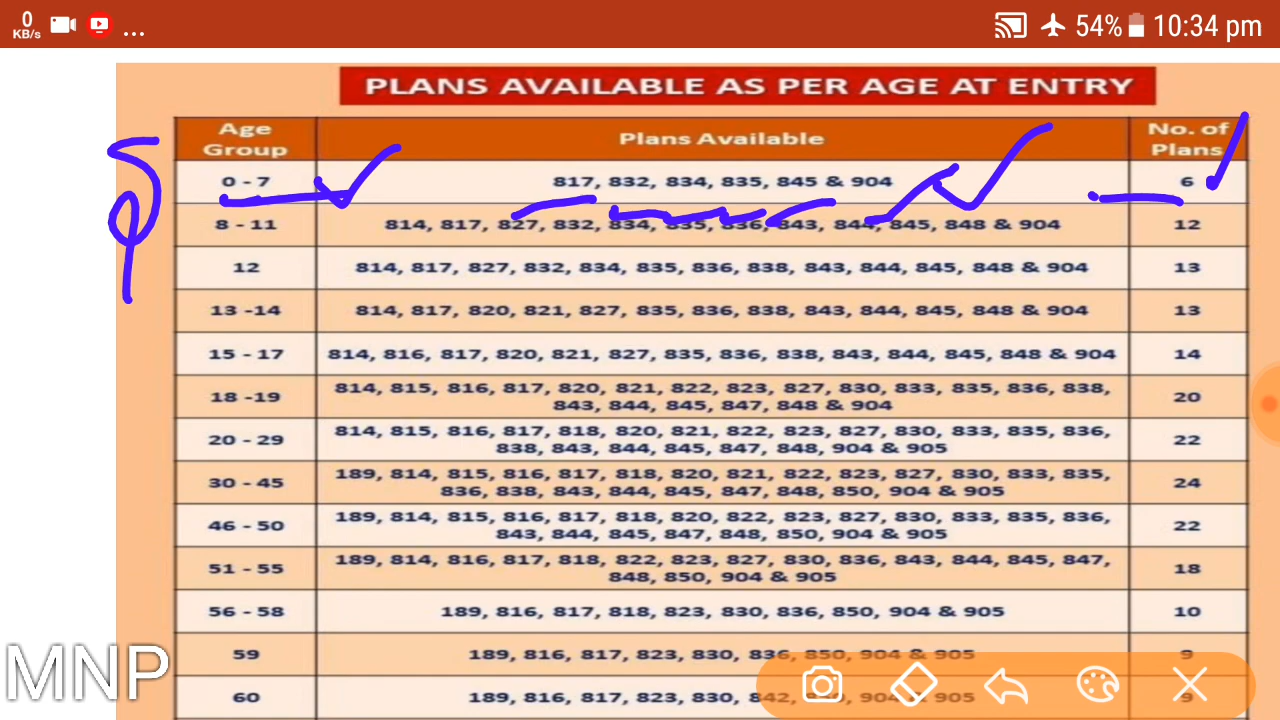 0
KB/s
...
54%
10:34 pm
PLANS AVAILABLE AS PER AGE AT ENTRY
Age Group Plans Available No. of Plans
0 - 7 817, 832, 834, 835, 845 & 904 6
8 - 11 814, 817, 827, 832, 834, 835, 836, 843, 844, 845, 848 & 904 12
12 814, 817, 827, 832, 834, 835, 836, 838, 843, 844, 845, 848 & 904 13
13 -14 814, 817, 820, 821, 827, 835, 836, 838, 843, 844, 845, 848 & 904 13
15 - 17 814, 816, 817, 820, 821, 827, 835, 836, 838, 843, 844, 845, 848 & 904 14
18 -19 814, 815, 816, 817, 820, 821, 822, 823, 827, 830, 833, 835, 836, 838,
843, 844, 845, 847, 848 & 904 20
20 - 29 814, 815, 816, 817, 818, 820, 821, 822, 823, 827, 830, 833, 835, 836,
838, 843, 844, 845, 847, 848, 904 & 905 22
30 - 45 189, 814, 815, 816, 817, 818, 820, 821, 822, 823, 827, 830, 833, 835,
836, 838, 843, 844, 845, 847, 848, 850, 904 & 905 24
46 - 50 189, 814, 815, 816, 817, 818, 820, 822, 823, 827, 830, 833, 835, 836,
843, 844, 845, 847, 848, 850, 904 & 905 22
51 - 55 189, 814, 816, 817, 818, 822, 823, 827, 830, 836, 843, 844, 845, 847,
848, 850, 904 & 905 18
56 - 58 189, 816, 817, 818, 823, 830, 836, 850, 904 & 905 10
59 189, 816, 817, 823, 830, 836, 850, 904 & 905 9
60 189, 816, 817, 823, 830, 842, 904 & 905 9
MNP